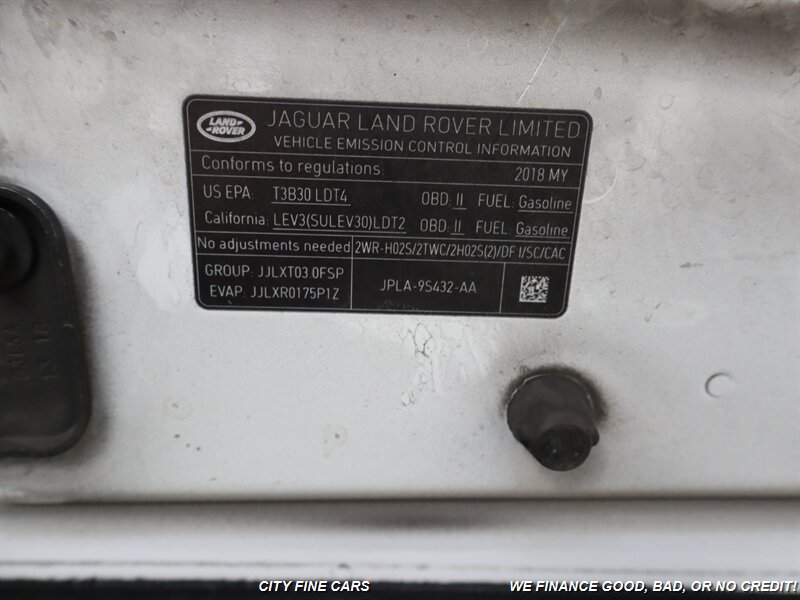 LAND ROVER
JAGUAR LAND ROVER LIMITED
VEHICLE EMISSION CONTROL INFORMATION
Conforms to regulations. 2018 MY
US EPA: T3B30 LDT4 OBD: II FUEL: Gasoline
California: LEV3(SULEV30)LDT2 OBD: II FUEL: Gasoline
No adjustments needed 2WR-H02S/2TWC/2H02S(2)/DF I/SC/CAC
GROUP: JJLXT03.0FSP
EVAP: JJLXR0175P1Z
JPLA-9S432-AA
CITY FINE CARS
WE FINANCE GOOD, BAD, OR NO CREDIT!